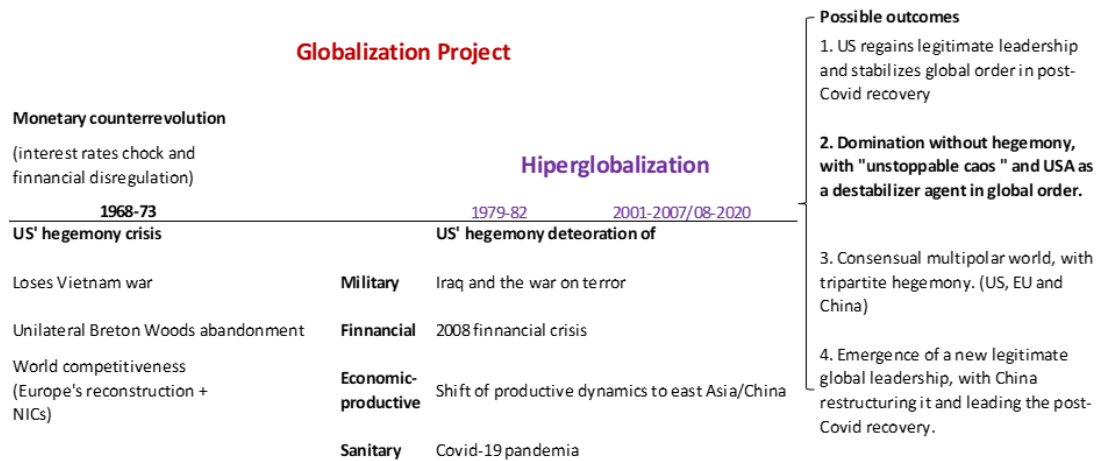 Globalization Project
Monetary counterrevolution
(interest rates chock and
finnancial disregulation)
Hiperglobalization
1968-73
1979-82
2001-2007/08-2020
US' hegemony crisis
US' hegemony deteoration of
Loses Vietnam war
Military
Iraq and the war on terror
Unilateral Breton Woods abandonment
Finnancial
2008 finnancial crisis
World competitiveness
(Europe's reconstruction +
NICs)
Economic-
productive
Shift of productive dynamics to east Asia/China
Sanitary
Covid-19 pandemia
Possible outcomes
1. US regains legitimate leadership
and stabilizes global order in post-
Covid recovery
2. Domination without hegemony,
with "unstoppable caos " and USA as
a destabilizer agent in global order.
3. Consensual multipolar world, with
tripartite hegemony. (US, EU and
China)
4. Emergence of a new legitimate
global leadership, with China
restructuring it and leading the post-
Covid recovery.